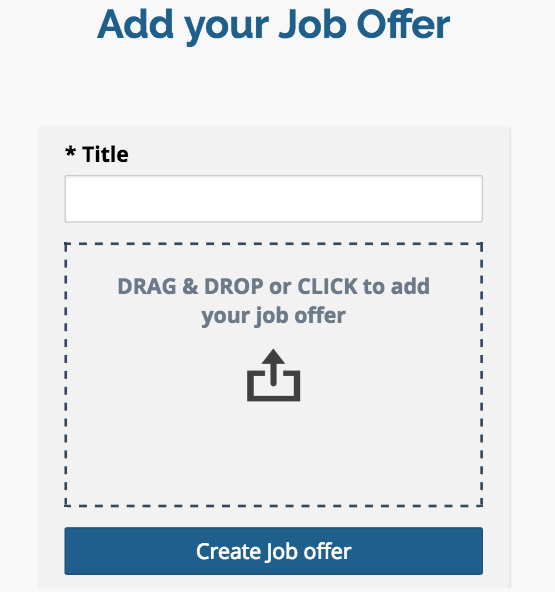 Add your Job Offer
* Title
DRAG & DROP or CLICK to add
your job offer
Create Job offer